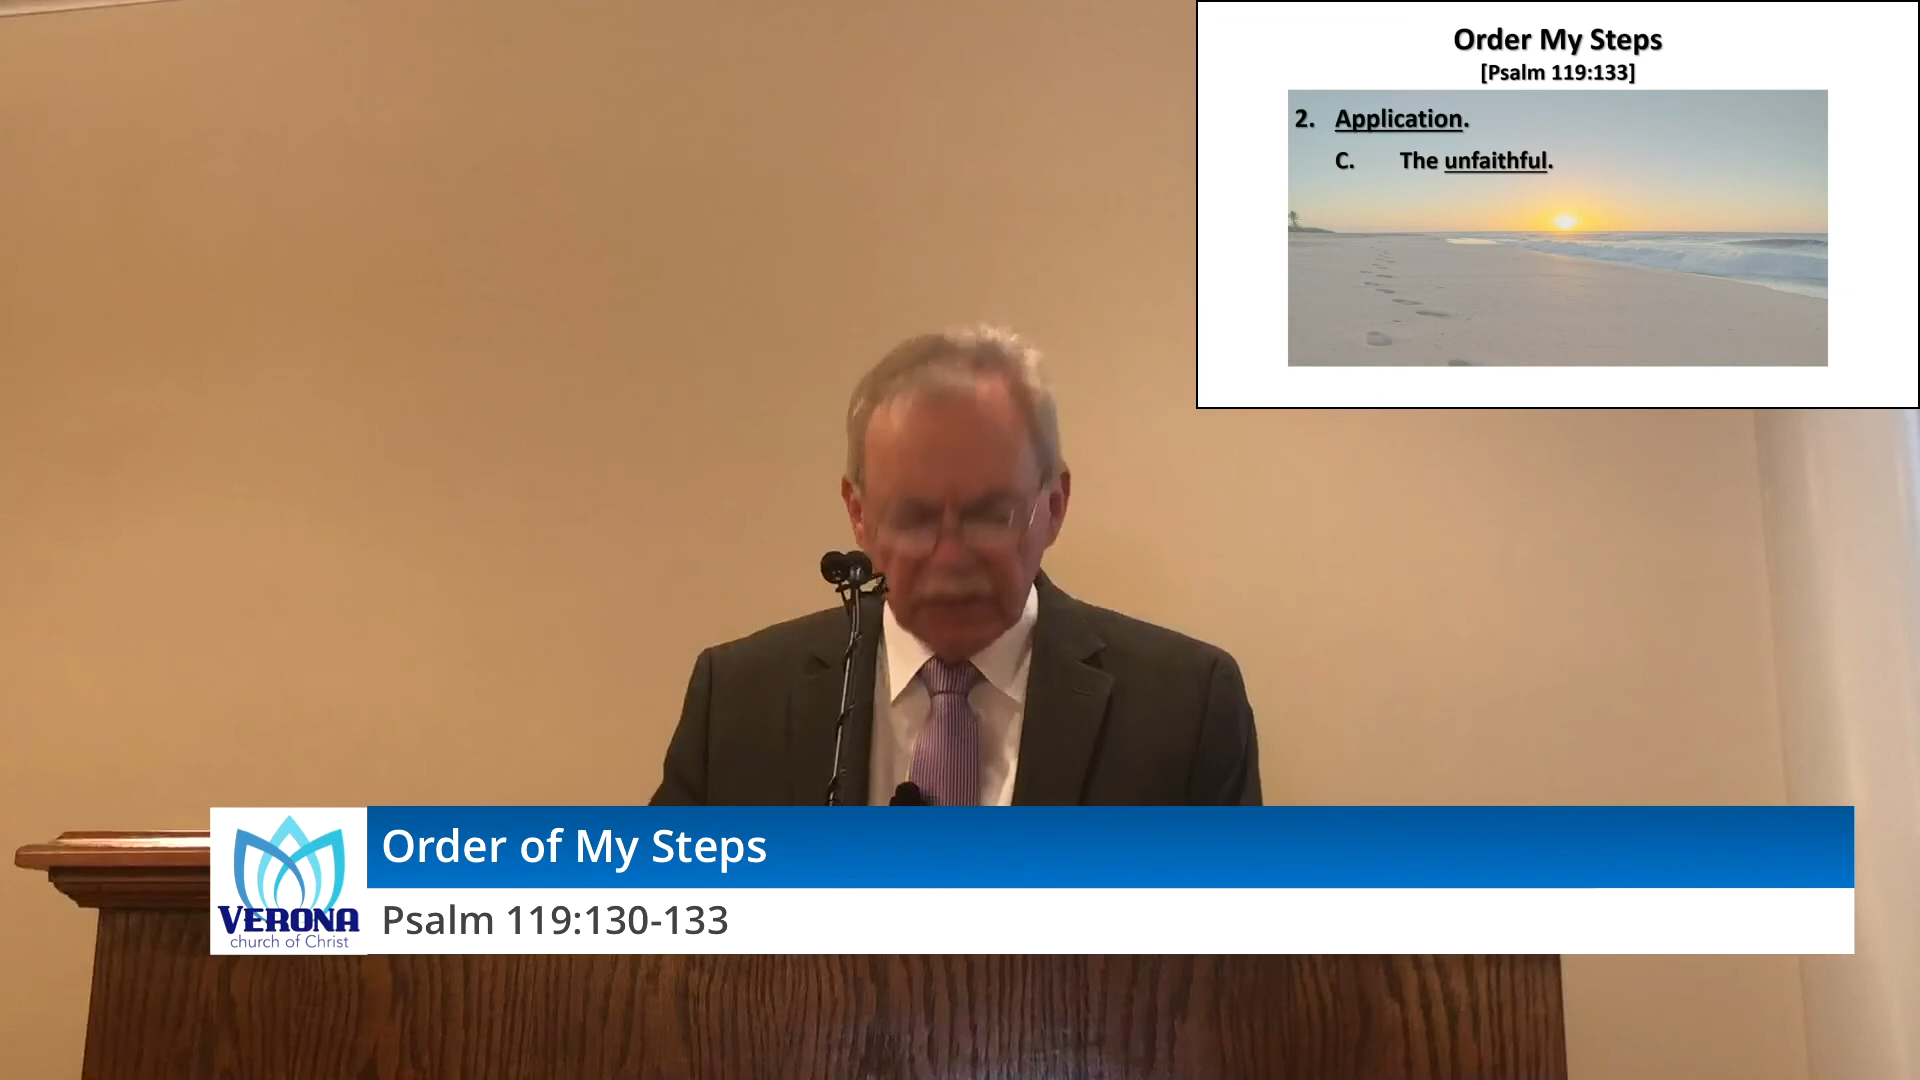 Order My Steps
[Psalm 119:133]
2. Application.
C. The unfaithful.
Order of My Steps
Psalm 119:130-133
VERONA
church of Christ